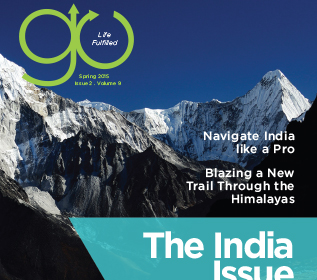 go
Life
Fulfilled
Spring 2015
Issue 2 . Volume 8
Navigate India
like a Pro
Blazing a New
Trail Through the
Himalayas
The India
Issue